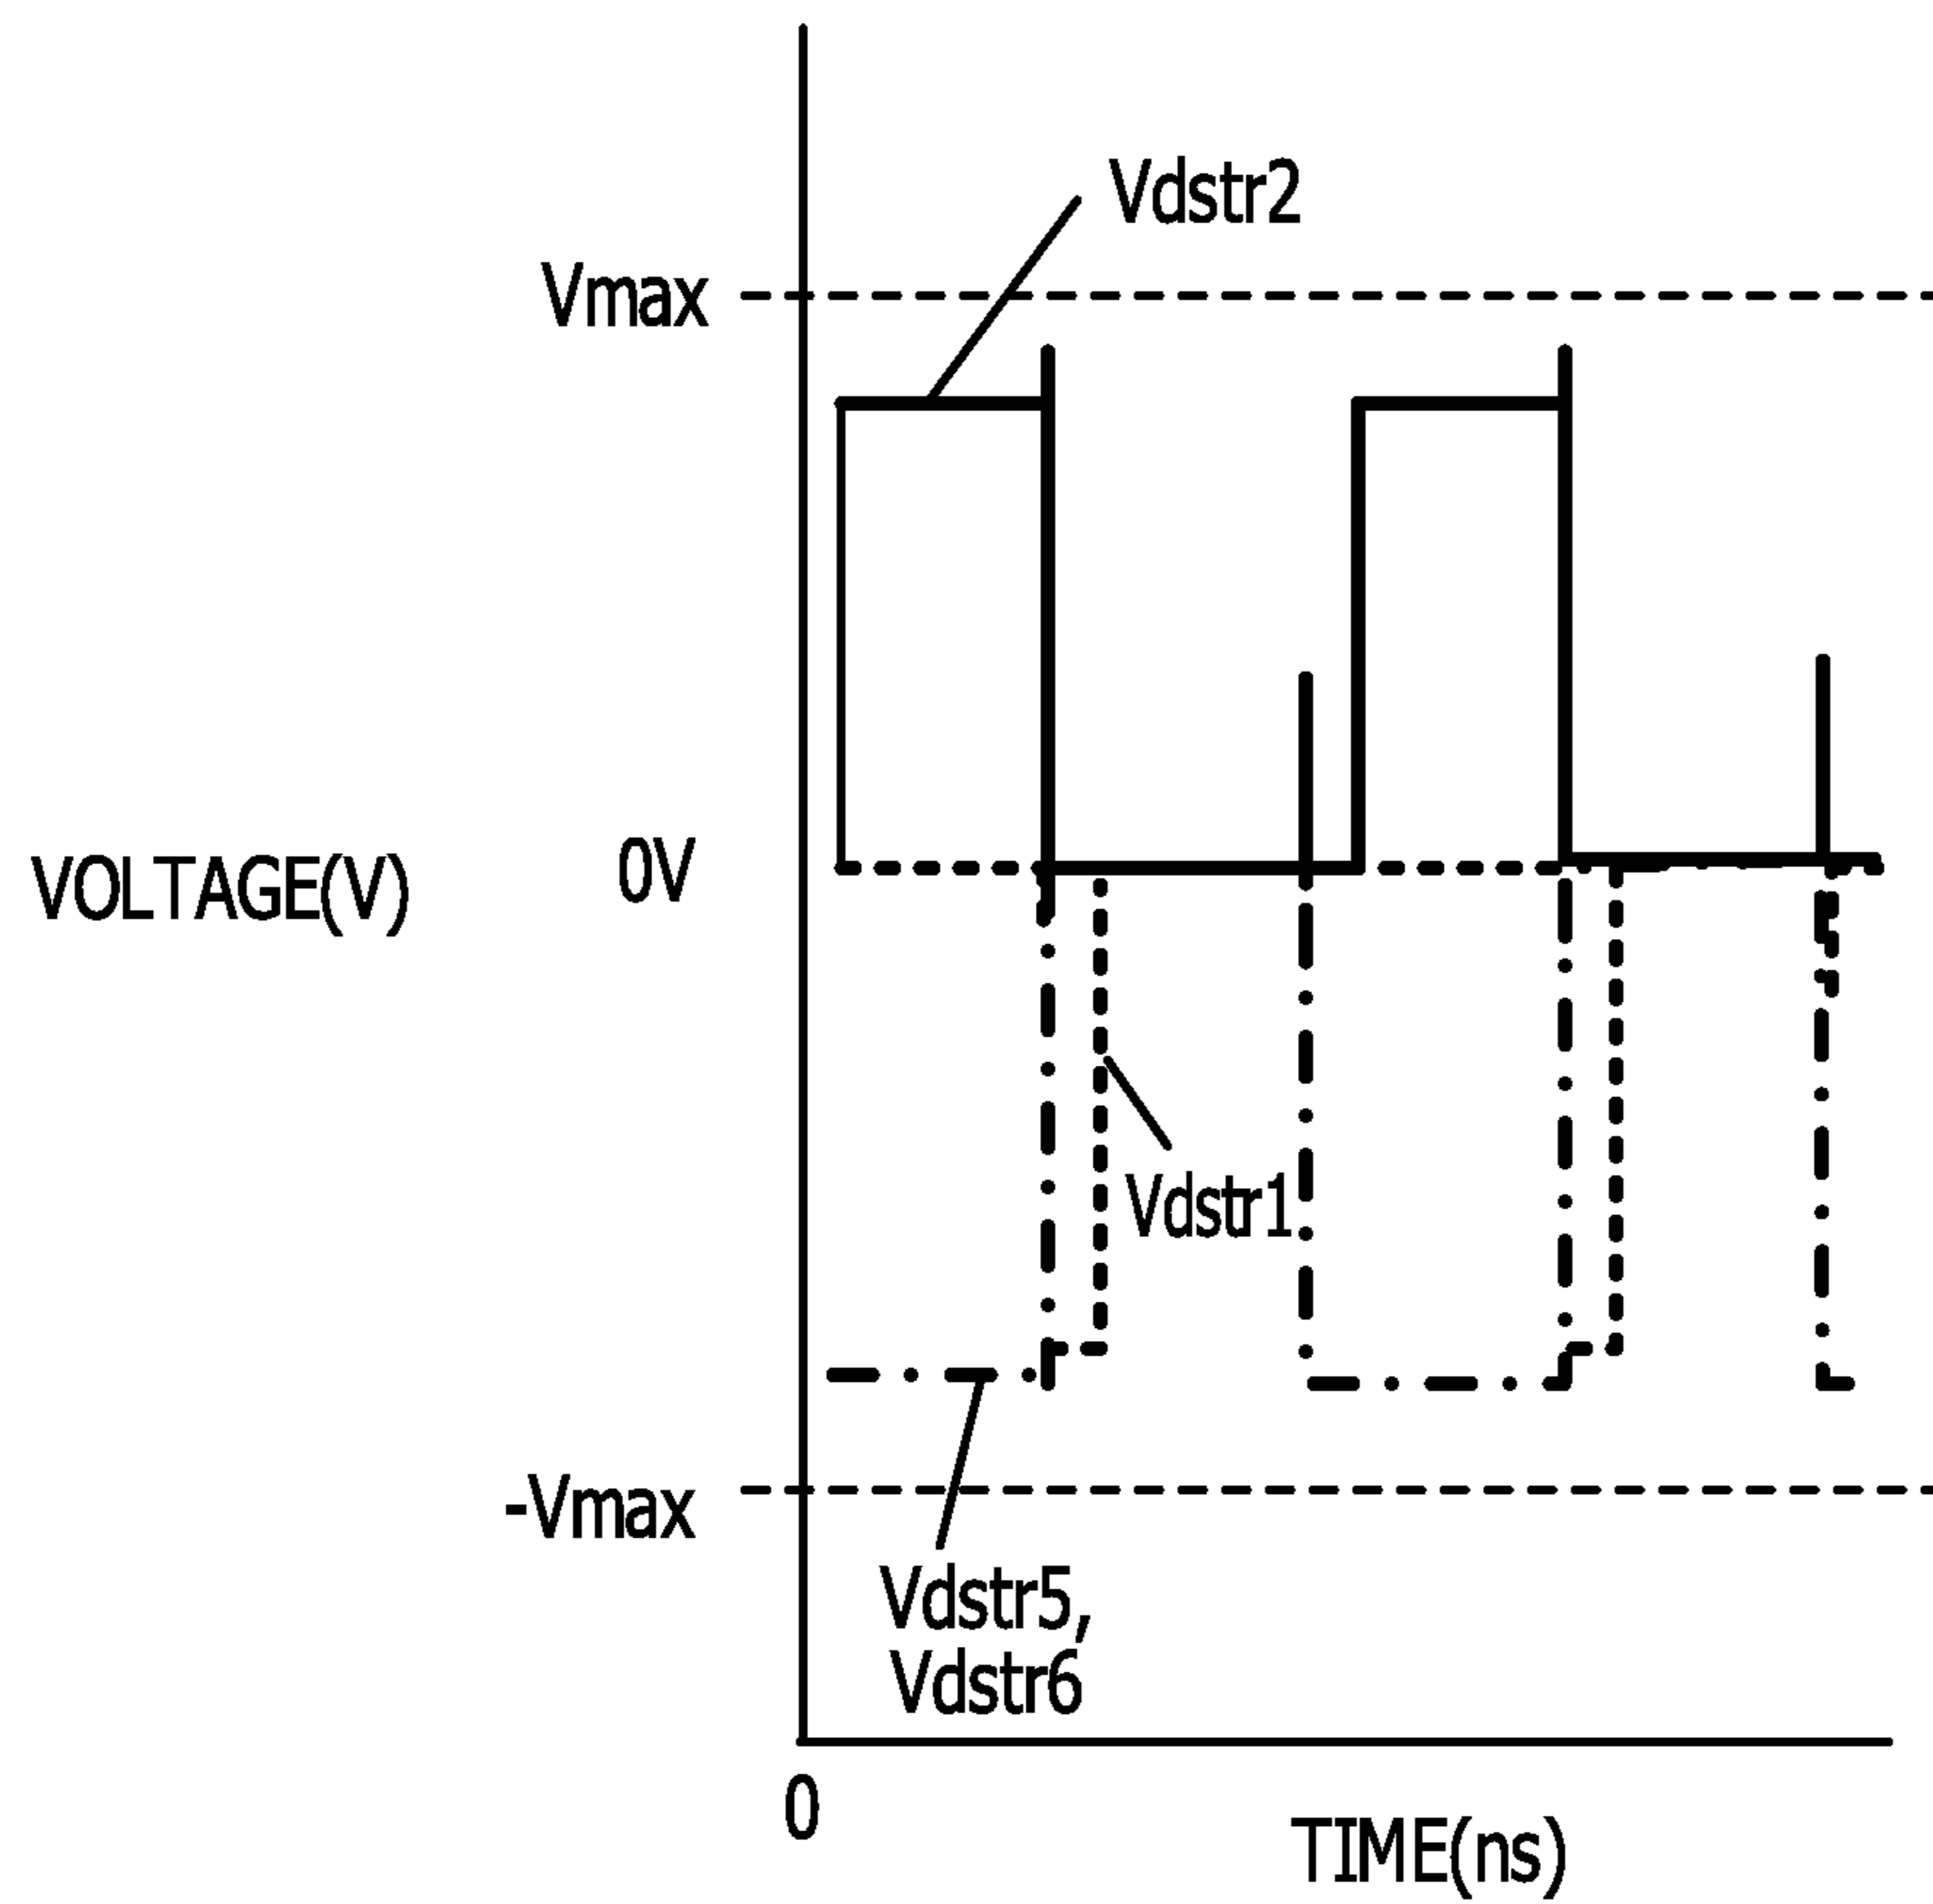 Vdstr2
Vmax
VOLTAGE(V)
0V
Vdstr1
-Vmax
Vdstr5,
Vdstr6
0
TIME(ns)